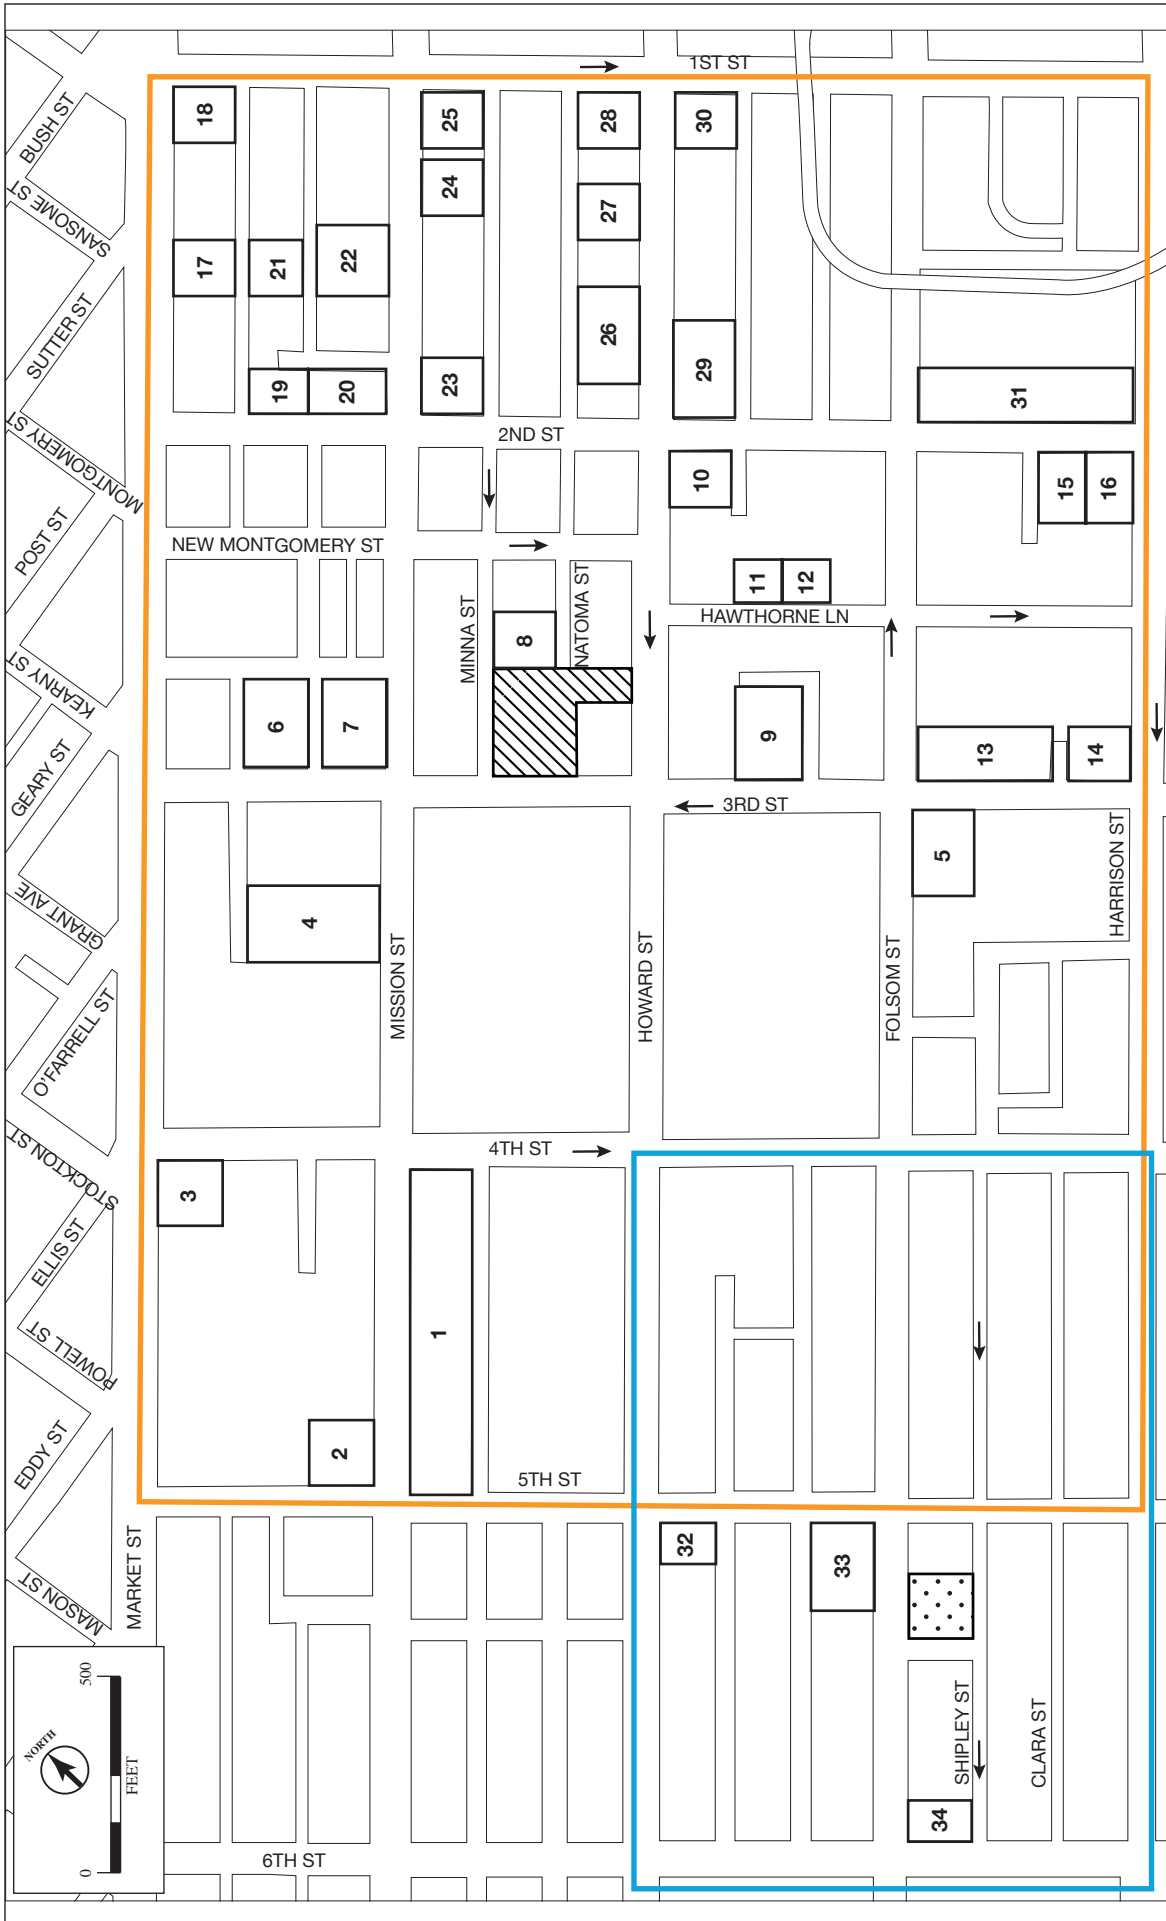 1ST ST
BUSH ST
SANSOME ST
SUTTER ST
MONTGOMERY ST
POST ST
KEARNY ST
GEARY ST
GRANT AVE
O'FARRELL ST
STOCKTON ST
ELLIS ST
POWELL ST
EDDY ST
MASON ST
MARKET ST
18
25
28
30
24
27
17
21
22
26
29
19
20
23
31
2ND ST
10
15
16
NEW MONTGOMERY ST
MINNA ST
NATOMA ST
11
12
HAWTHORNE LN
8
6
7
9
13
14
3RD ST
5
HARRISON ST
4
MISSION ST
HOWARD ST
FOLSOM ST
4TH ST
3
1
2
5TH ST
32
33
SHIPLEY ST
CLARA ST
34
6TH ST
NORTH
500
FEET
0